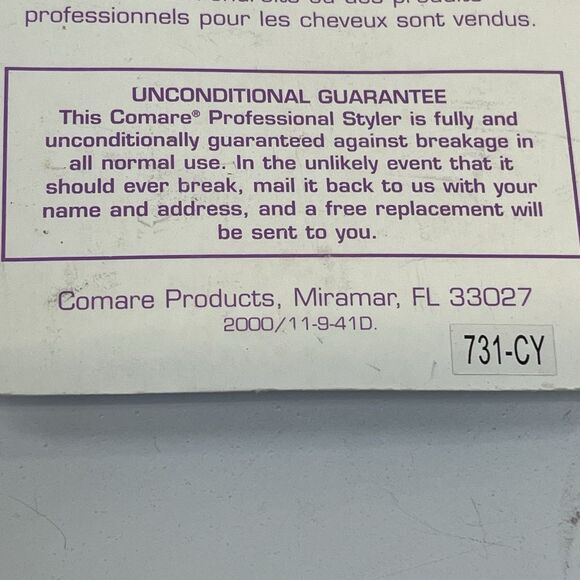 professionnels pour les cheveux sont vendus.
UNCONDITIONAL GUARANTEE
This Comare® Professional Styler is fully and
unconditionally guaranteed against breakage in
all normal use. In the unlikely event that it
should ever break, mail it back to us with your
name and address, and a free replacement will
be sent to you.
Comare Products, Miramar, FL 33027
2000/11-9-41D.
731-CY